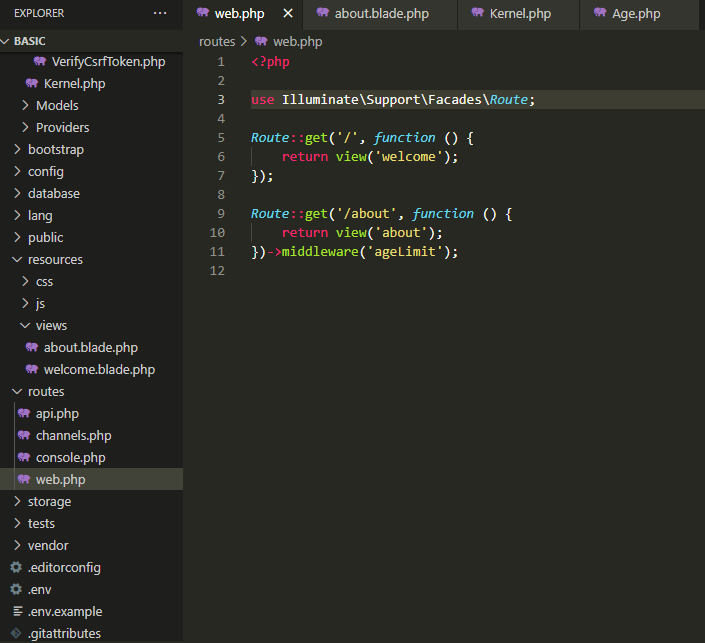 EXPLORER ...
BASIC
VerifyCsrfToken.php
Kernel.php
Models
Providers
bootstrap
config
database
lang
public
resources
css
js
views
about.blade.php
welcome.blade.php
routes
api.php
channels.php
console.php
web.php
storage
tests
vendor
.editorconfig
.env
.env.example
.gitattributes
web.php about.blade.php Kernel.php Age.php
routes > web.php
1 <?php
2
3 use Illuminate\Support\Facades\Route;
4
5 Route::get('/', function () {
6     return view('welcome');
7 });
8
9 Route::get('/about', function () {
10     return view('about');
11 })->middleware('ageLimit');
12